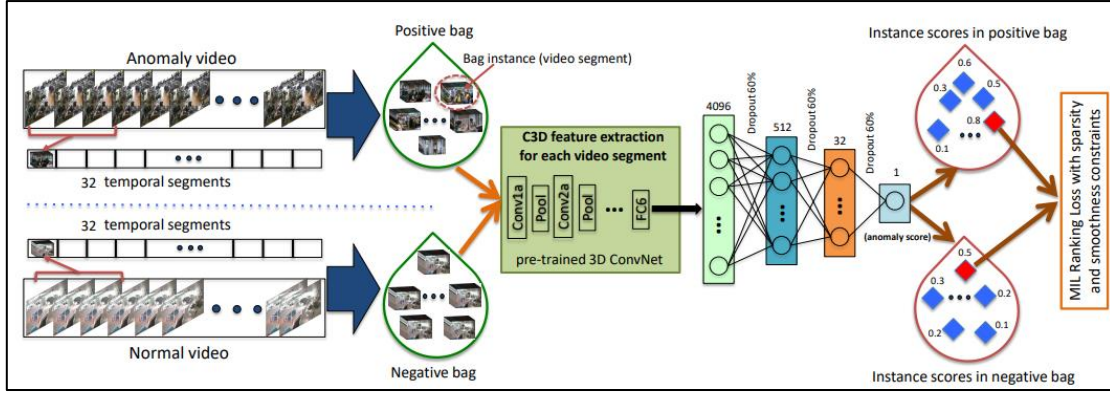 Anomaly video
32 temporal segments
32 temporal segments
Normal video
Positive bag
Bag instance (video segment)
Negative bag
C3D feature extraction
for each video segment
Conv1a
Pool
Conv2a
Pool
FC6
pre-trained 3D ConvNet
4096
Dropout 60%
512
Dropout 60%
32
Dropout 60%
1
(anomaly score)
Instance scores in positive bag
0.6
0.3
0.5
0.8
0.1
0.5
0.3
0.2
0.2
0.1
Instance scores in negative bag
MIL Ranking Loss with sparsity
and smoothness constraints